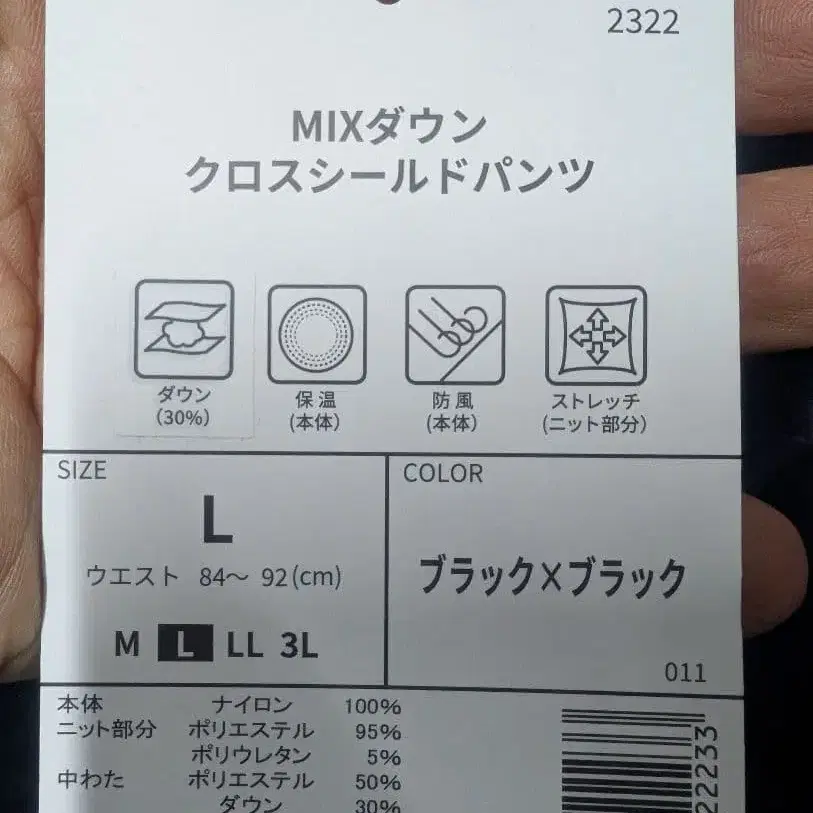 2322
MIXダウン
クロスシールドパンツ
ダウン
(30%)
保温
(本体)
防風
(本体)
ストレッチ
(ニット部分)
SIZE
L
ウエスト 84〜 92(cm)
M L LL 3L
COLOR
ブラック×ブラック
011
本体 ナイロン 100%
ニット部分 ポリエステル 95%
ポリウレタン 5%
中わた ポリエステル 50%
ダウン 30%
22233